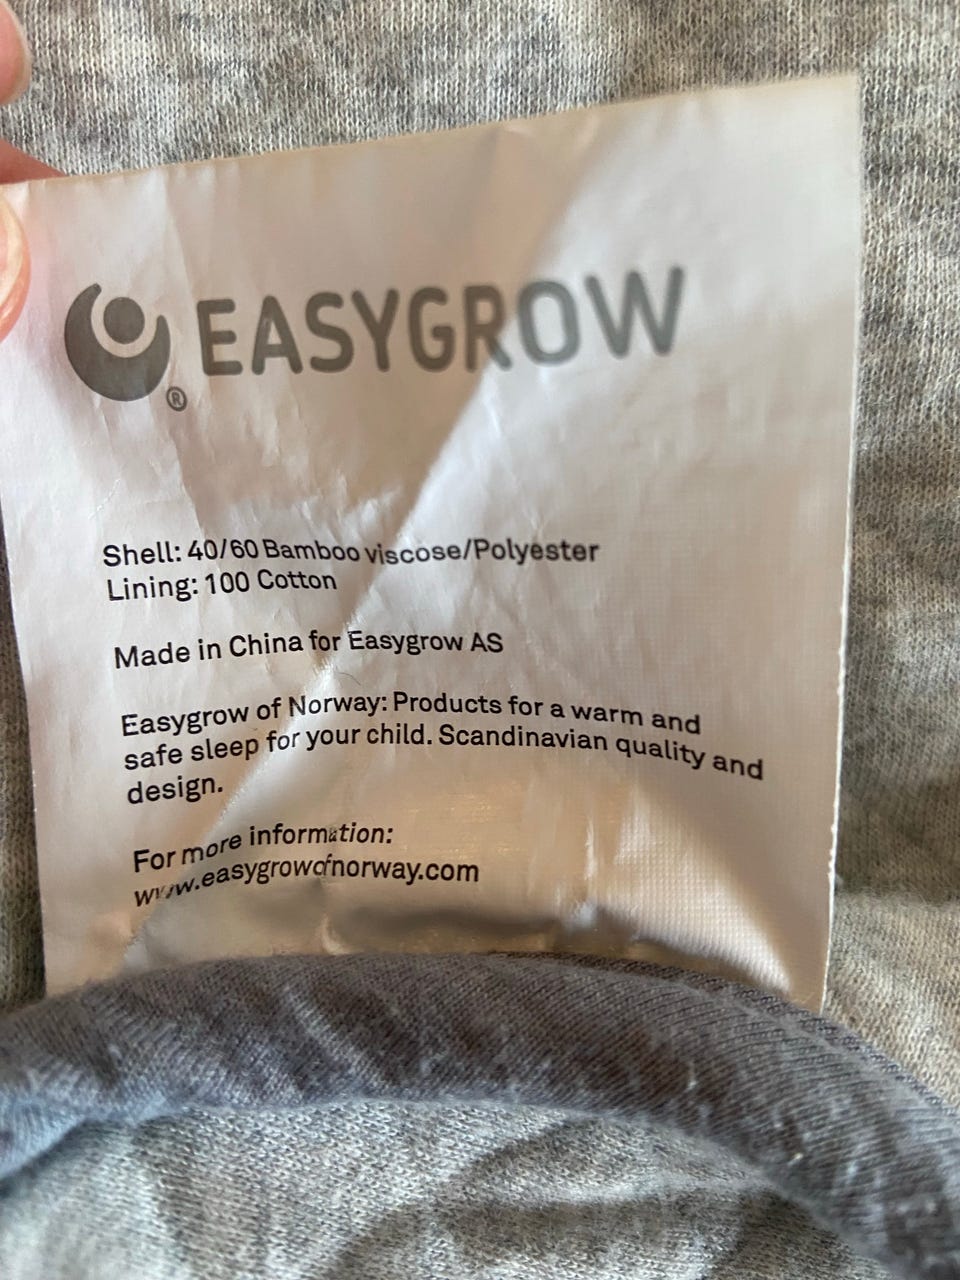 EASYGROW
®
Shell: 40/60 Bamboo viscose/Polyester
Lining: 100 Cotton
Made in China for Easygrow AS
Easygrow of Norway: Products for a warm and
safe sleep for your child. Scandinavian quality and
design.
For more information:
www.easygrowofnorway.com